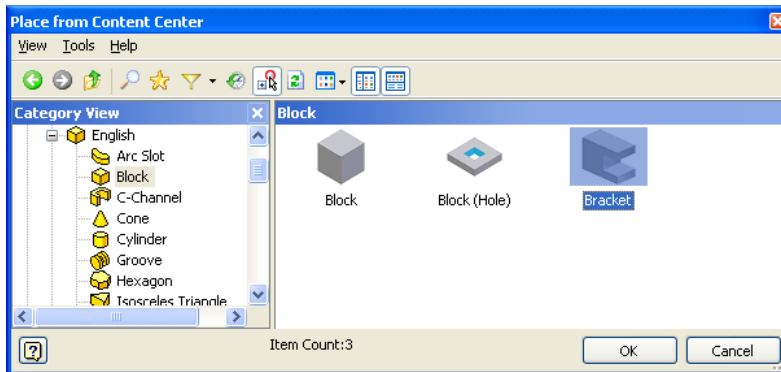 Place from Content Center
View Tools Help
Category View
Block
English
Arc Slot
Block
C-Channel
Cone
Cylinder
Groove
Hexagon
Isosceles Triangle
Block
Block (Hole)
Bracket
Item Count:3
OK
Cancel